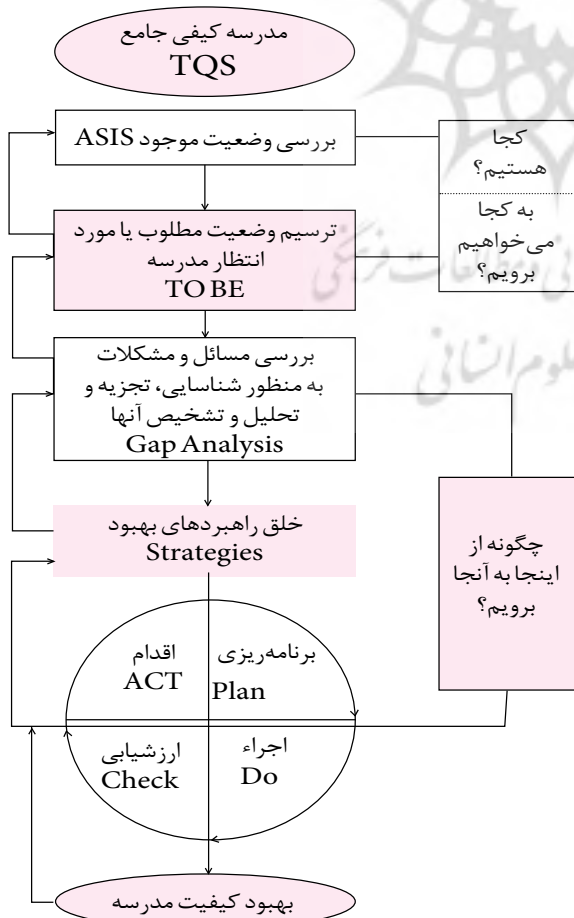 مدرسه کیفی جامع
TQS
بررسی وضعیت موجود ASIS
کجا
هستیم؟
به کجا
می‌خواهیم
برویم؟
ترسیم وضعیت مطلوب یا مورد
انتظار مدرسه
TO BE
بررسی مسائل و مشکلات
به منظور شناسایی، تجزیه و
تحلیل و تشخیص آنها
Gap Analysis
خلق راهبردهای بهبود
Strategies
چگونه از
اینجا به آنجا
برویم؟
برنامه‌ریزی
Plan
اقدام
ACT
اجراء
Do
ارزشیابی
Check
بهبود کیفیت مدرسه
علوم انسانی